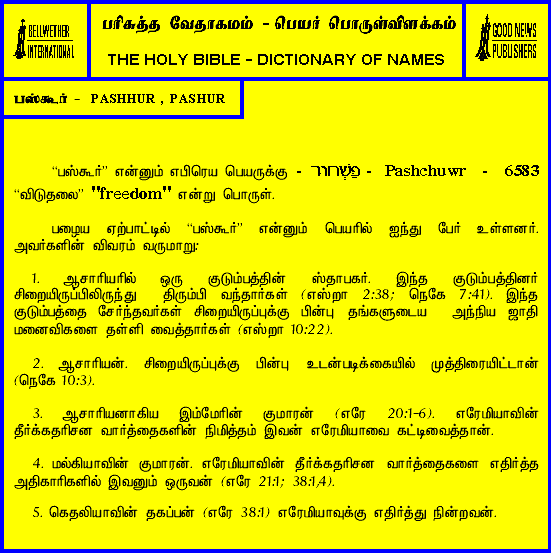 BELLWETHER
INTERNATIONAL
பரிசுத்த வேதாகமம் - பெயர் பொருள்விளக்கம்
THE HOLY BIBLE - DICTIONARY OF NAMES
GOOD NEWS
PUBLISHERS
பஸ்கூர் - PASHHUR , PASHUR
“பஸ்கூர்” என்னும் எபிரெய பெயருக்கு - פַּשְׁחוּר - Pashchuwr - 6583
“விடுதலை” "freedom" என்று பொருள்.
பழைய ஏற்பாட்டில் “பஸ்கூர்” என்னும் பெயரில் ஐந்து பேர் உள்ளனர்.
அவர்களின் விவரம் வருமாறு:
1. ஆசாரியரில் ஒரு குடும்பத்தின் ஸ்தாபகர். இந்த குடும்பத்தினர்
சிறையிருப்பிலிருந்து திரும்பி வந்தார்கள் (எஸ்றா 2:38; நெகே 7:41). இந்த
குடும்பத்தை சேர்ந்தவர்கள் சிறையிருப்புக்கு பின்பு தங்களுடைய அந்நிய ஜாதி
மனைவிகளை தள்ளி வைத்தார்கள் (எஸ்றா 10:22).
2. ஆசாரியன். சிறையிருப்புக்கு பின்பு உடன்படிக்கையில் முத்திரையிட்டான்
(நெகே 10:3).
3. ஆசாரியனாகிய இம்மேரின் குமாரன் (எரே 20:1-6). எரேமியாவின்
தீர்க்கதரிசன வார்த்தைகளின் நிமித்தம் இவன் எரேமியாவை கட்டிவைத்தான்.
4. மல்கியாவின் குமாரன். எரேமியாவின் தீர்க்கதரிசன வார்த்தைகளை எதிர்த்த
அதிகாரிகளில் இவனும் ஒருவன் (எரே 21:1; 38:1,4).
5. கெதலியாவின் தகப்பன் (எரே 38:1) எரேமியாவுக்கு எதிர்த்து நின்றவன்.